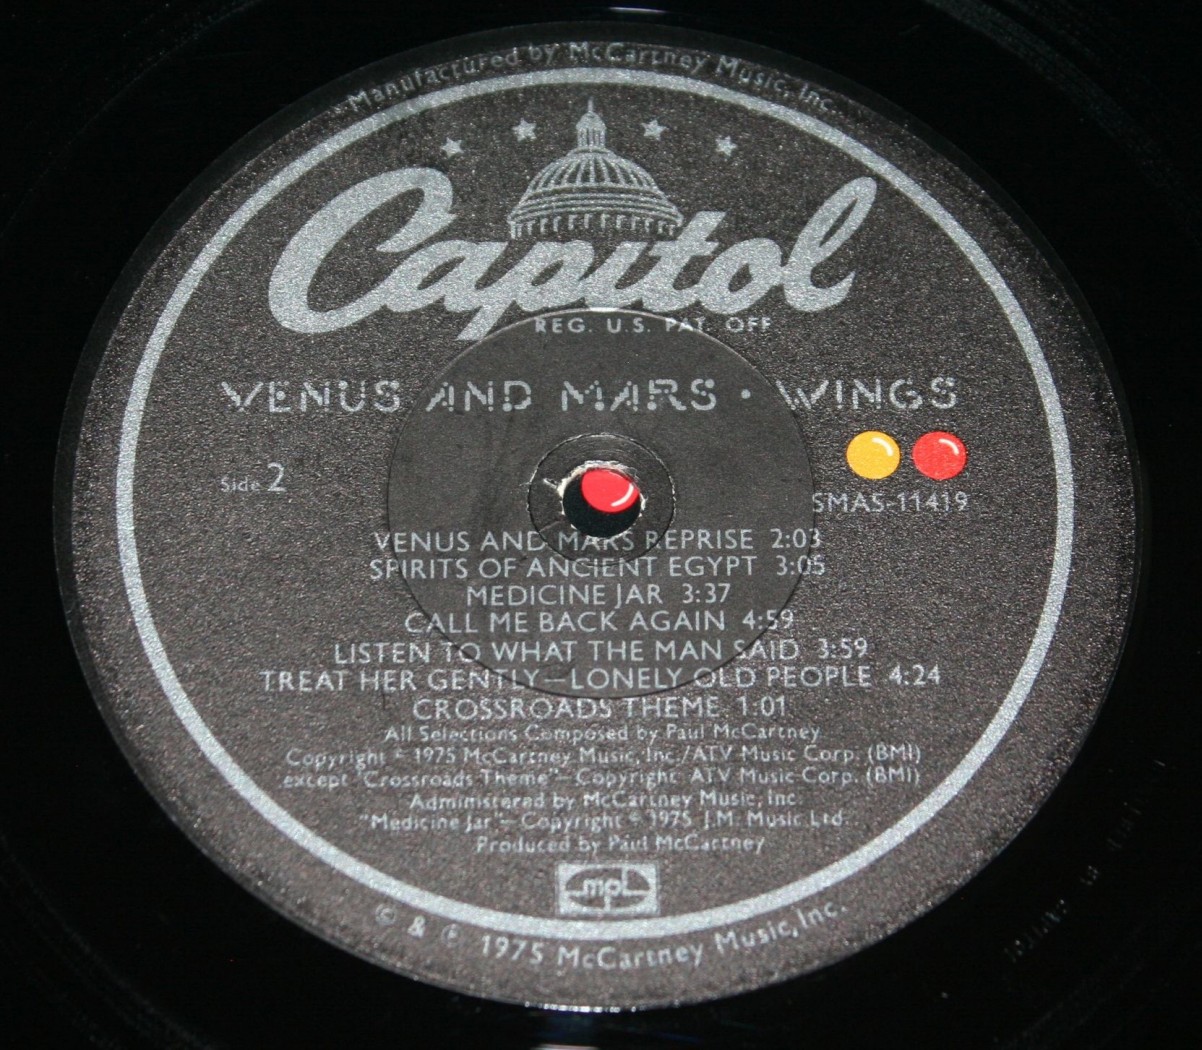 Manufactured by McCartney Music, Inc.
Capitol
REG. U.S. PAT. OFF
VENUS AND MARS • WINGS
Side 2
SMAS-11419
VENUS AND MARS REPRISE 2:03
SPIRITS OF ANCIENT EGYPT 3:05
MEDICINE JAR 3:37
CALL ME BACK AGAIN 4:59
LISTEN TO WHAT THE MAN SAID 3:59
TREAT HER GENTLY—LONELY OLD PEOPLE 4:24
CROSSROADS THEME 1:01
All Selections Composed by Paul McCartney
Copyright © 1975 McCartney Music, Inc./ATV Music Corp. (BMI)
except "Crossroads Theme"—Copyright ATV Music Corp. (BMI)
Administered by McCartney Music, Inc.
"Medicine Jar"—Copyright © 1975 J.M. Music Ltd.
Produced by Paul McCartney
mpl
© & ℗ 1975 McCartney Music, Inc.